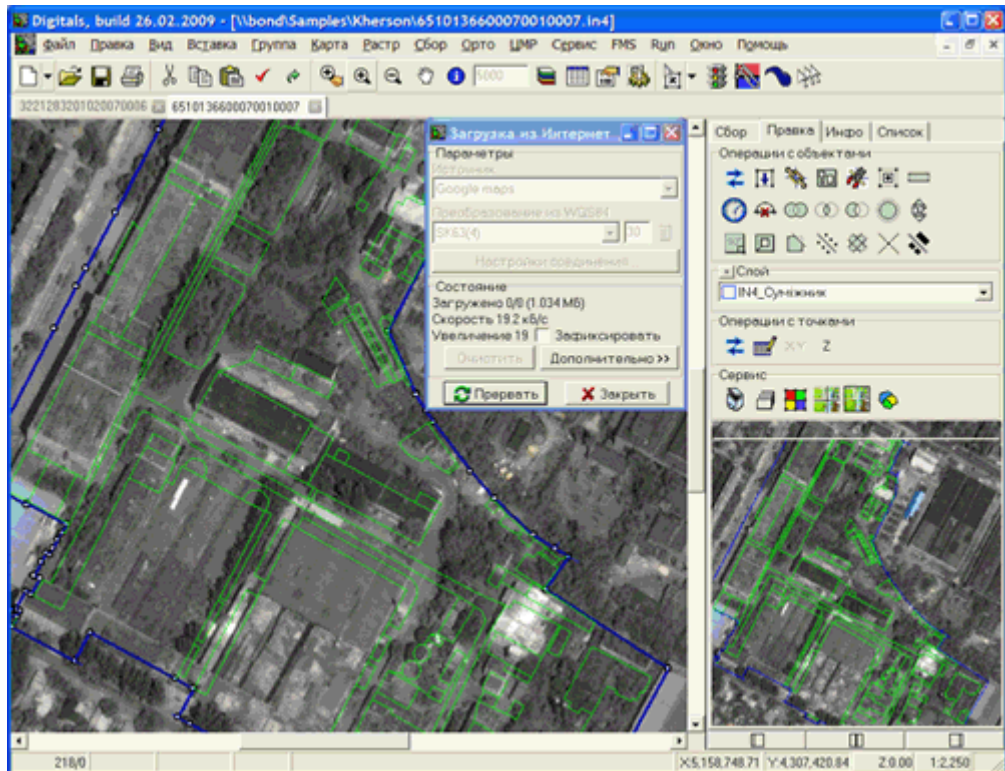 Digitals, build 26.02.2009 - [\\bond\Samples\Kherson\6510136600070010007.in4]
Файл Правка Вид Вставка Группа Карта Растр Сбор Орто ЦМР Сервис FMS Run Окно Помощь
5000
3221283201020070006 6510136600070010007
Загрузка из Интернет...
Параметры
Источник
Google maps
Преобразование из WGS84
SK63(4) 30
Настройки соединения...
Состояние
Загружено 0/0 (1.034 Мб)
Скорость 19.2 кб/с
Увеличение 19 Зафиксировать
Очистить Дополнительно >>
Прервать Закрыть
Сбор Правка Инфо Список
Операции с объектами
Слой
IN4_Суміжник
Операции с точками
XY Z
Сервис
218/0 X:5,158,748.71 Y:4,307,420.84 Z:0.00 1:2,250